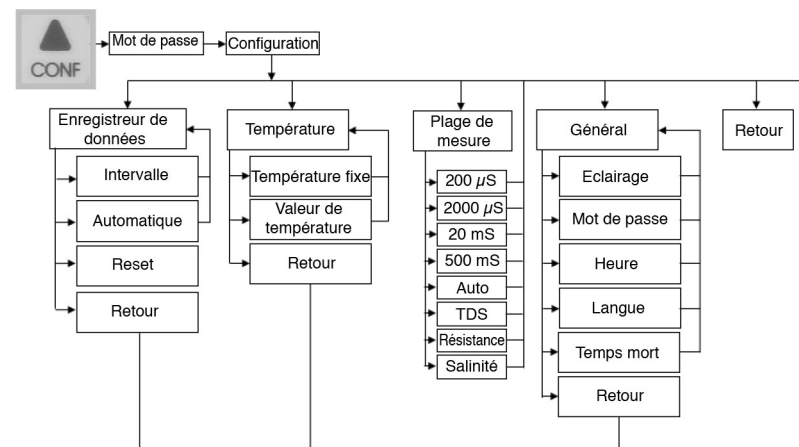 CONF
Mot de passe
Configuration
Enregistreur de
données
Intervalle
Automatique
Reset
Retour
Température
Température fixe
Valeur de
température
Retour
Plage de
mesure
200 µS
2000 µS
20 mS
500 mS
Auto
TDS
Résistance
Salinité
Général
Eclairage
Mot de passe
Heure
Langue
Temps mort
Retour
Retour